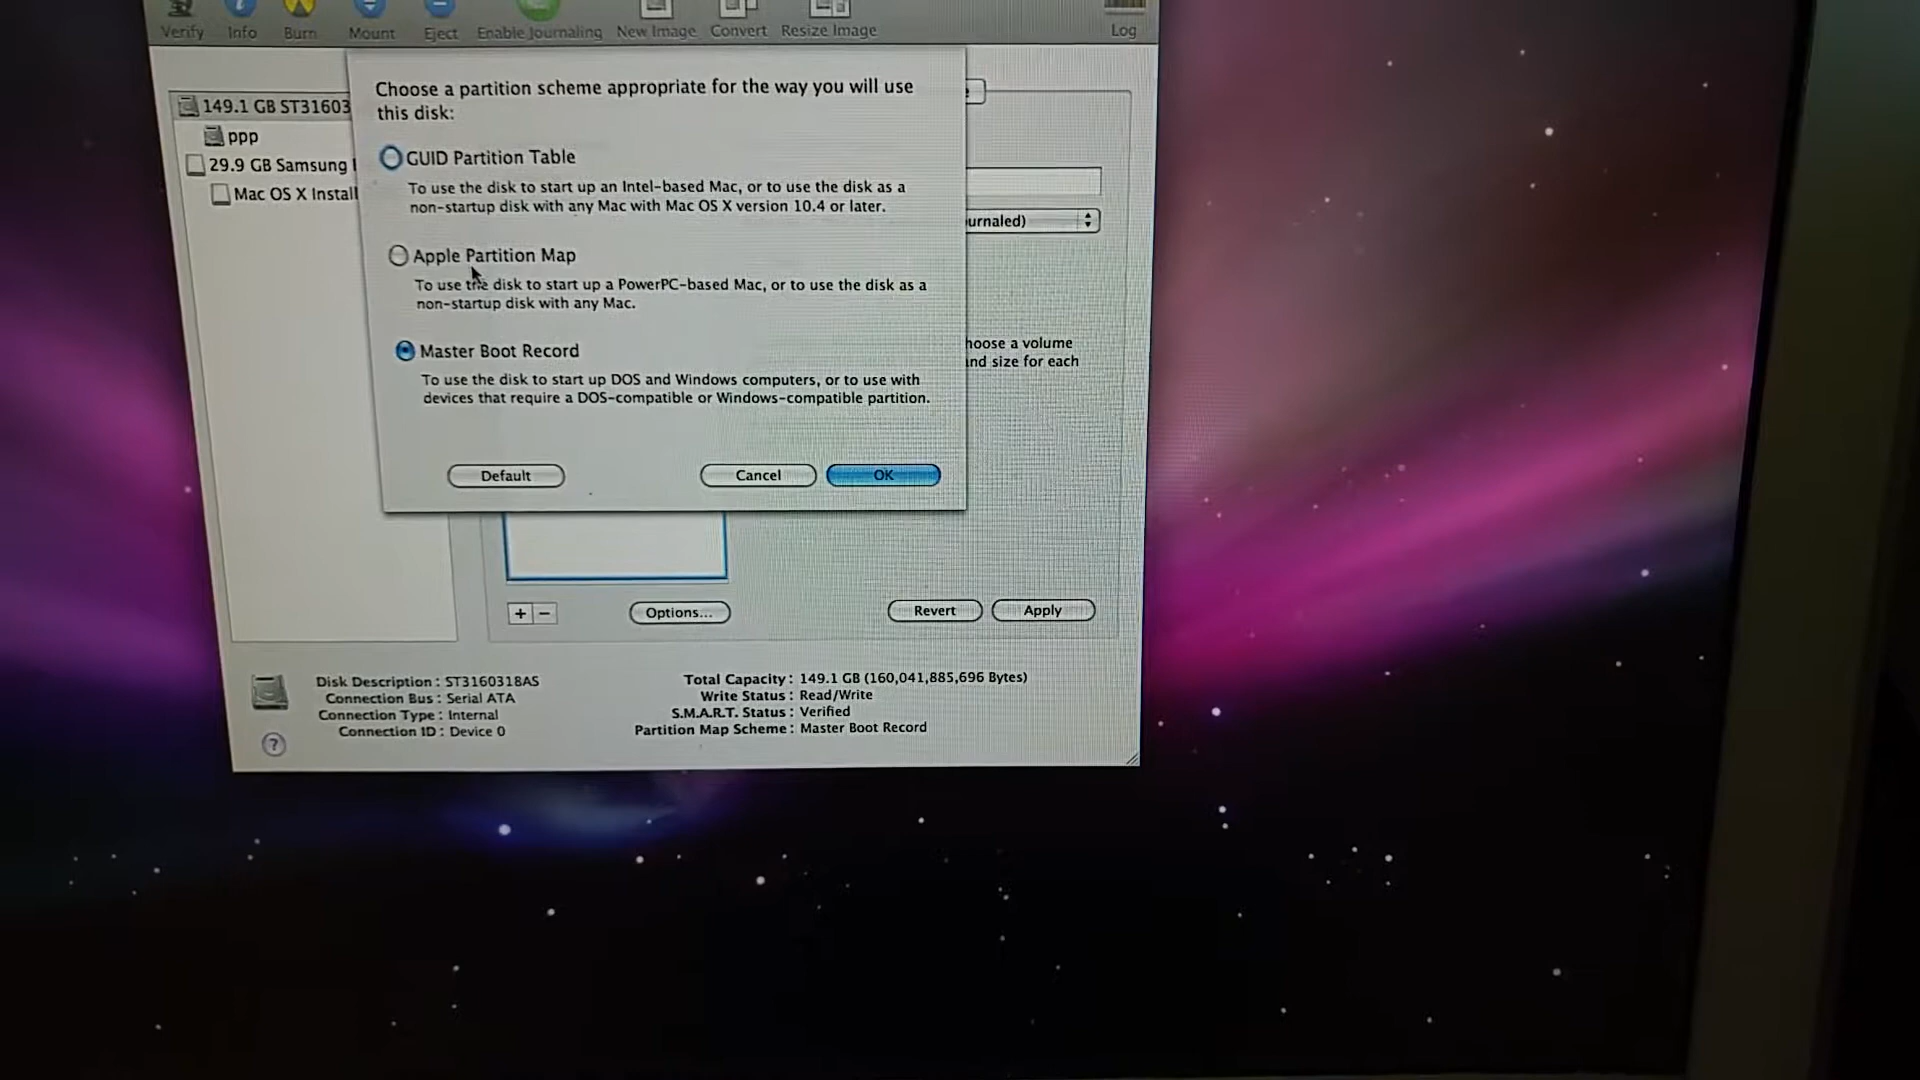 Verify Info Burn Mount Eject Enable Journaling New Image Convert Resize Image Log
Choose a partition scheme appropriate for the way you will use
this disk:
149.1 GB ST31603
ppp
29.9 GB Samsung
Mac OS X Install
GUID Partition Table
To use the disk to start up an Intel-based Mac, or to use the disk as a
non-startup disk with any Mac with Mac OS X version 10.4 or later.
urnaled)
Apple Partition Map
To use the disk to start up a PowerPC-based Mac, or to use the disk as a
non-startup disk with any Mac.
Master Boot Record
To use the disk to start up DOS and Windows computers, or to use with
devices that require a DOS-compatible or Windows-compatible partition.
hoose a volume
and size for each
Default Cancel OK
+ − Options... Revert Apply
Disk Description : ST3160318AS
Connection Bus : Serial ATA
Connection Type : Internal
Connection ID : Device 0
Total Capacity : 149.1 GB (160,041,885,696 Bytes)
Write Status : Read/Write
S.M.A.R.T. Status : Verified
Partition Map Scheme : Master Boot Record
?